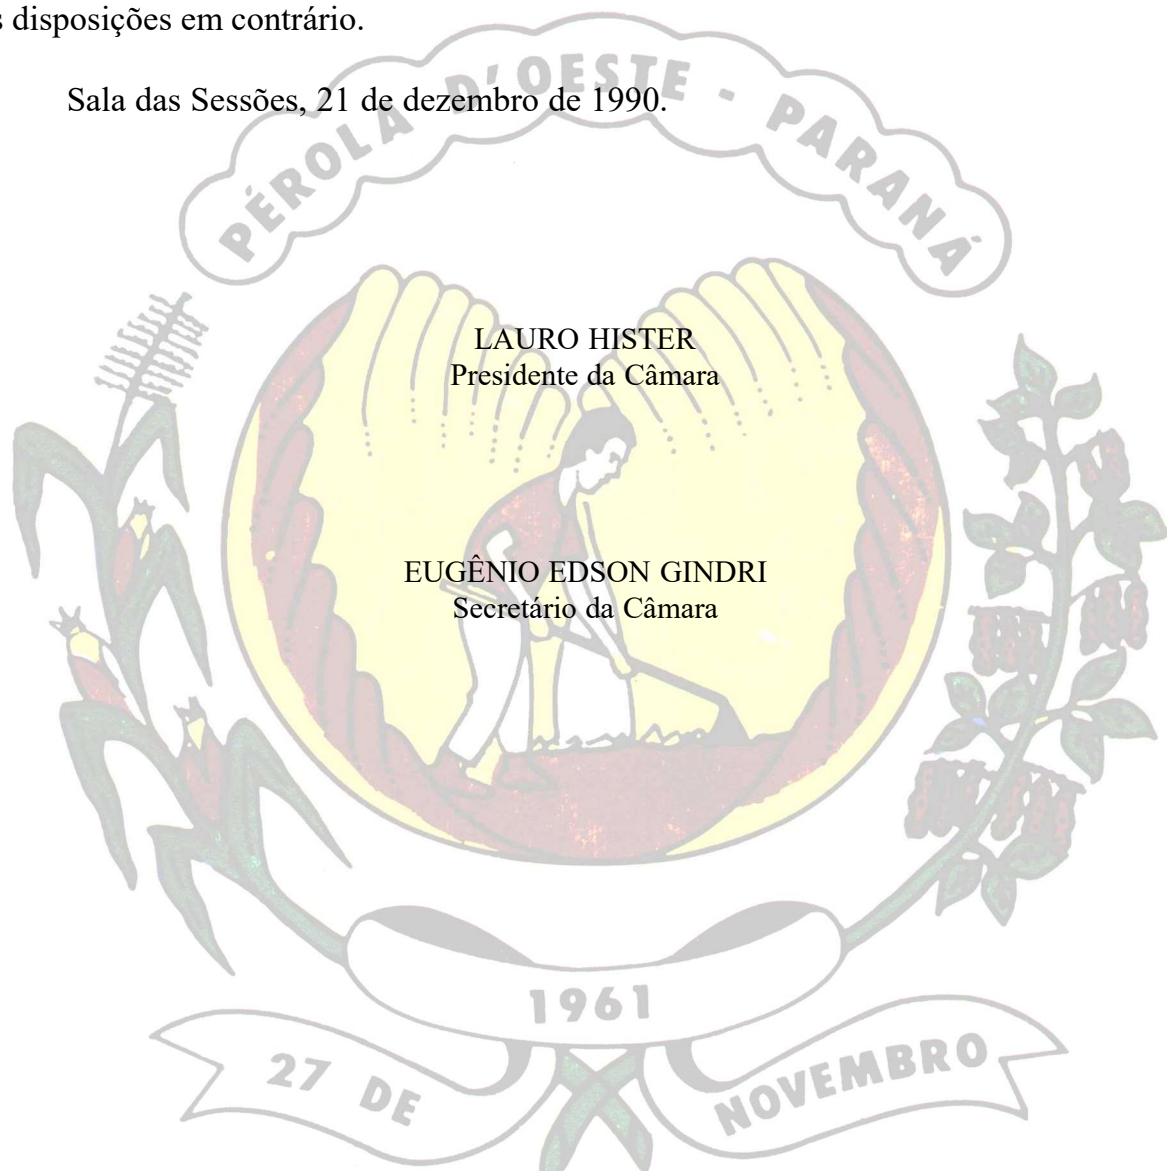 s disposições em contrário.
Sala das Sessões, 21 de dezembro de 1990.
PÉROLA D'OESTE - PARANÁ
LAURO HISTER
Presidente da Câmara
EUGÊNIO EDSON GINDRI
Secretário da Câmara
1961
27 DE NOVEMBRO